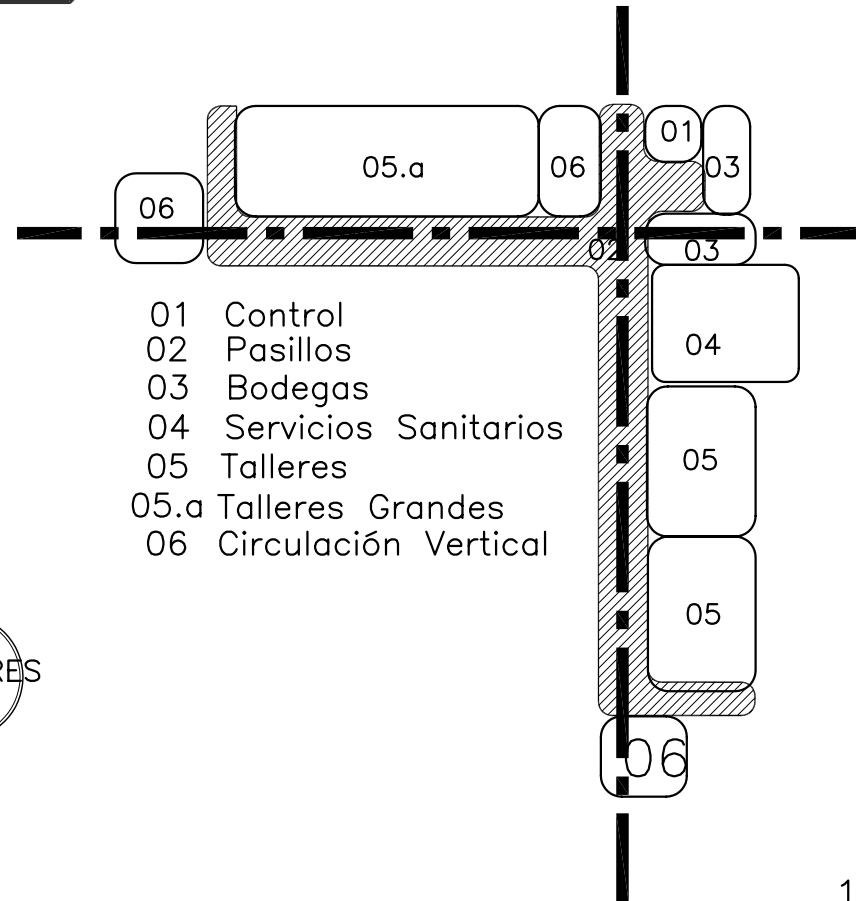 01
05.a 06 03
06
02 03
01 Control
02 Pasillos
04
03 Bodegas
04 Servicios Sanitarios
05 Talleres 05
05.a Talleres Grandes
06 Circulación Vertical
05
RES
06
1